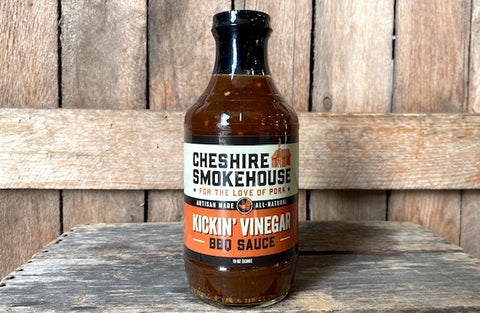 CHESHIRE
SMOKEHOUSE
FOR THE LOVE OF PORK
ARTISAN MADE ALL-NATURAL
KICKIN' VINEGAR
BBQ SAUCE